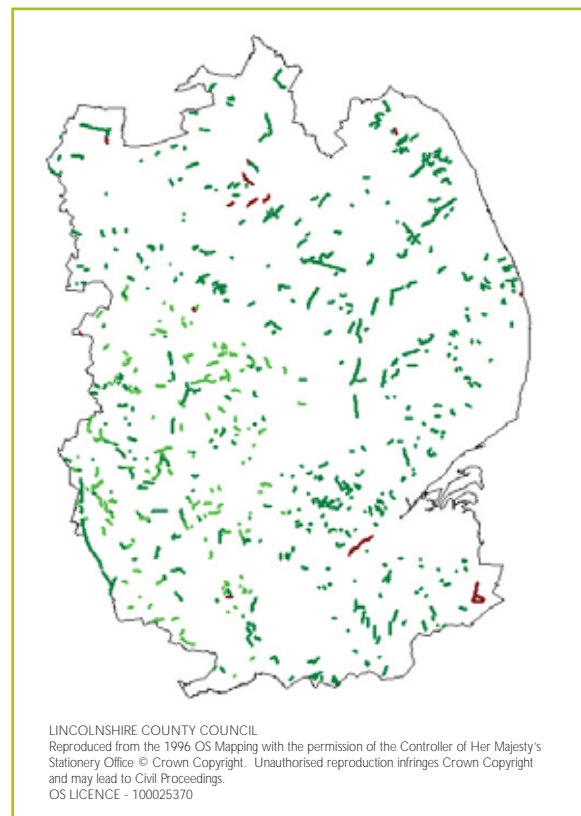 LINCOLNSHIRE COUNTY COUNCIL
Reproduced from the 1996 OS Mapping with the permission of the Controller of Her Majesty's
Stationery Office © Crown Copyright.  Unauthorised reproduction infringes Crown Copyright
and may lead to Civil Proceedings.
OS LICENCE - 100025370